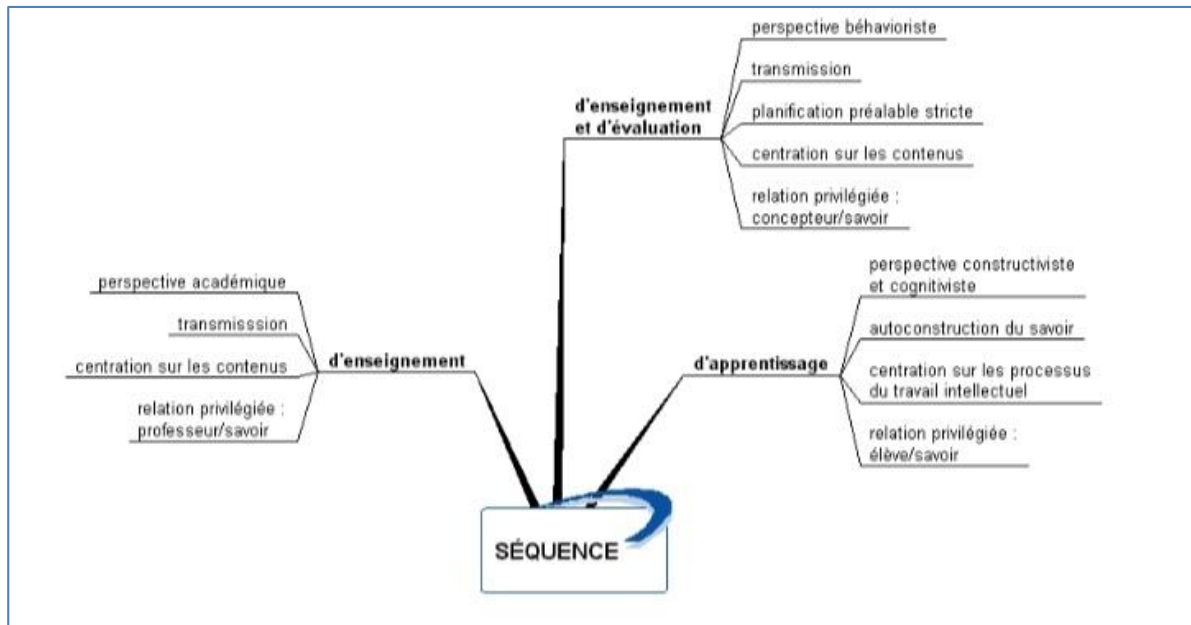 perspective béhavioriste
transmission
d'enseignement
et d'évaluation
planification préalable stricte
centration sur les contenus
relation privilégiée :
concepteur/savoir
perspective académique
transmisssion
centration sur les contenus
d'enseignement
relation privilégiée :
professeur/savoir
perspective constructiviste
et cognitiviste
autoconstruction du savoir
d'apprentissage
centration sur les processus
du travail intellectuel
relation privilégiée :
élève/savoir
SÉQUENCE